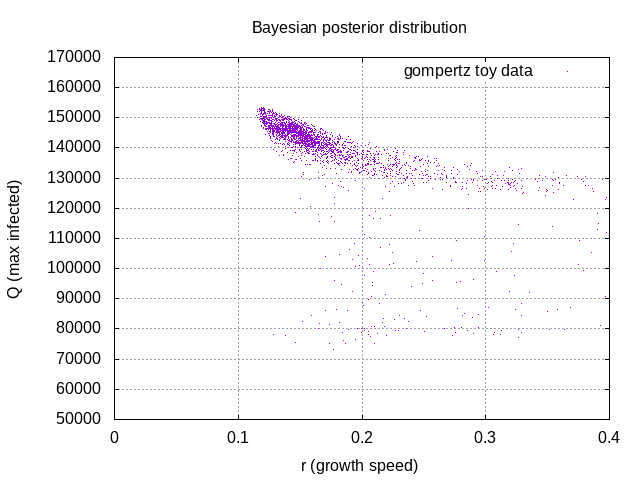 Bayesian posterior distribution
170000
gompertz toy data
160000
150000
140000
130000
120000
110000
100000
90000
80000
70000
60000
50000
Q (max infected)
0 0.1 0.2 0.3 0.4
r (growth speed)